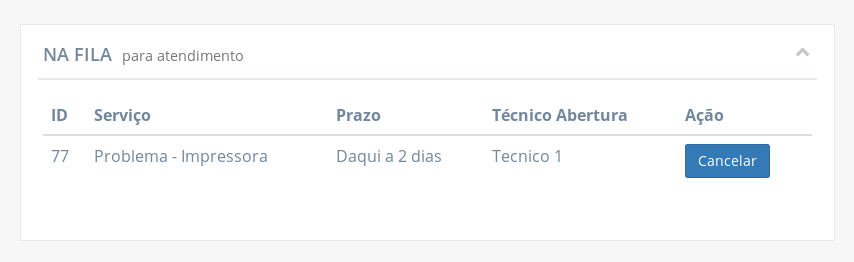 NA FILA para atendimento
ID Serviço Prazo Técnico Abertura Ação
77 Problema - Impressora Daqui a 2 dias Tecnico 1 Cancelar